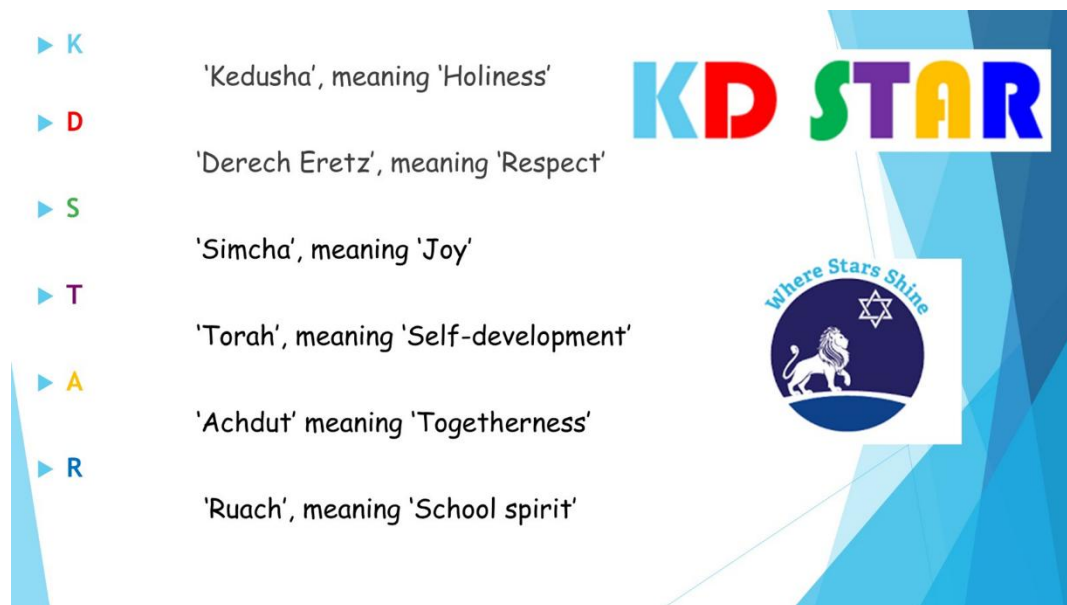 K
'Kedusha', meaning 'Holiness'
D
'Derech Eretz', meaning 'Respect'
S
'Simcha', meaning 'Joy'
T
'Torah', meaning 'Self-development'
A
'Achdut' meaning 'Togetherness'
R
'Ruach', meaning 'School spirit'
KD STAR
Where Stars Shine